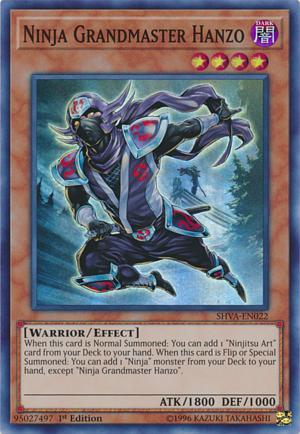 Ninja Grandmaster Hanzo
DARK
闇
SHVA-EN022
[Warrior/Effect]
When this card is Normal Summoned: You can add 1 "Ninjitsu Art"
card from your Deck to your hand. When this card is Flip or Special
Summoned: You can add 1 "Ninja" monster from your Deck to your
hand, except "Ninja Grandmaster Hanzo".
ATK/1800 DEF/1000
95027497 1st Edition ©1996 KAZUKI TAKAHASHI